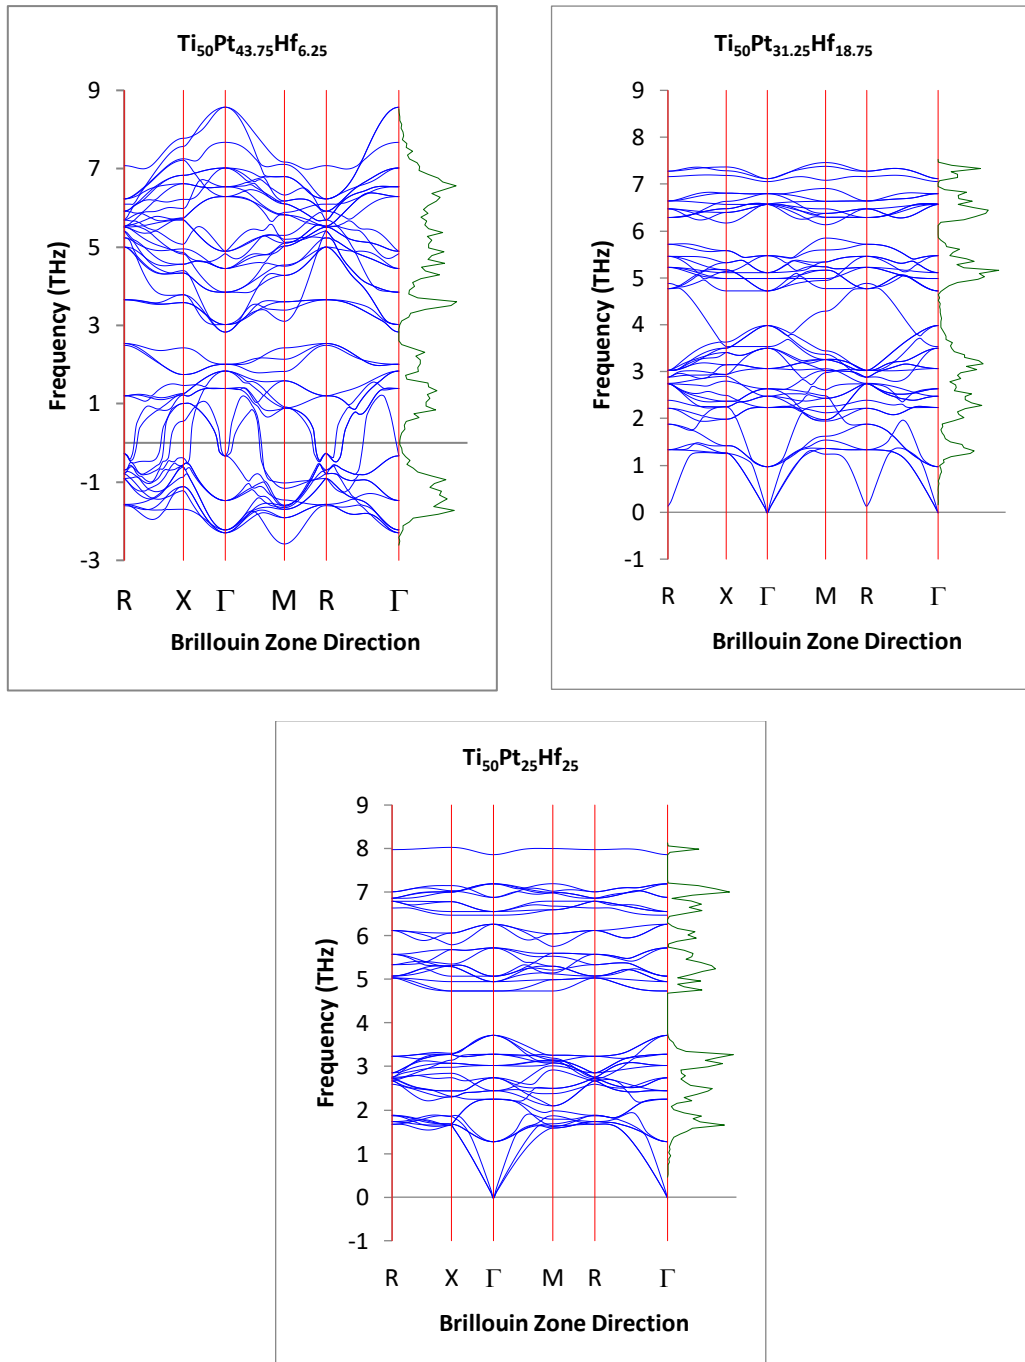 Ti50Pt43.75Hf6.25
9
7
5
3
1
-1
-3
Frequency (THz)
R X Γ M R Γ
Brillouin Zone Direction
Ti50Pt31.25Hf18.75
9
8
7
6
5
4
3
2
1
0
-1
Frequency (THz)
R X Γ M R Γ
Brillouin Zone Direction
Ti50Pt25Hf25
9
8
7
6
5
4
3
2
1
0
-1
Frequency (THz)
R X Γ M R Γ
Brillouin Zone Direction